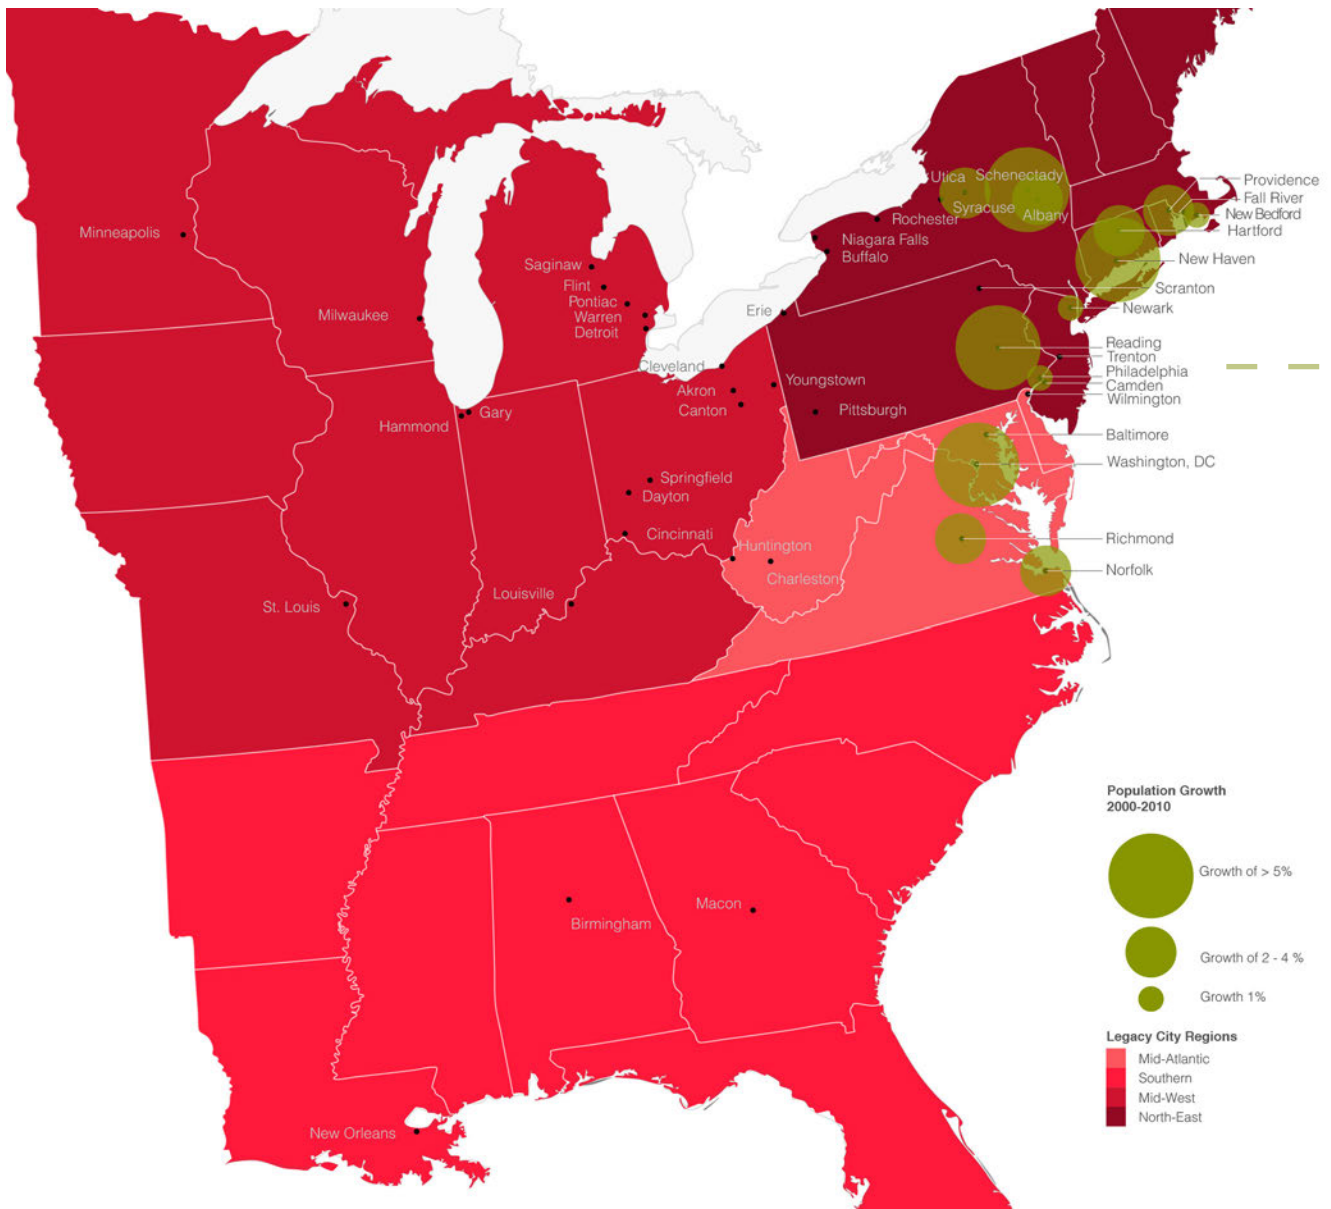 Utica
Schenectady
Providence
Fall River
Syracuse
Albany
New Bedford
Rochester
Hartford
Minneapolis
Niagara Falls
Buffalo
New Haven
Saginaw
Flint
Scranton
Pontiac
Erie
Newark
Milwaukee
Warren
Detroit
Reading
Trenton
Cleveland
Philadelphia
Youngstown
Camden
Akron
Wilmington
Canton
Pittsburgh
Gary
Hammond
Baltimore
Washington, DC
Springfield
Dayton
Cincinnati
Richmond
Huntington
Norfolk
Charleston
Louisville
St. Louis
Population Growth
2000-2010
Growth of > 5%
Macon
Birmingham
Growth of 2 - 4 %
Growth 1%
Legacy City Regions
Mid-Atlantic
Southern
Mid-West
North-East
New Orleans